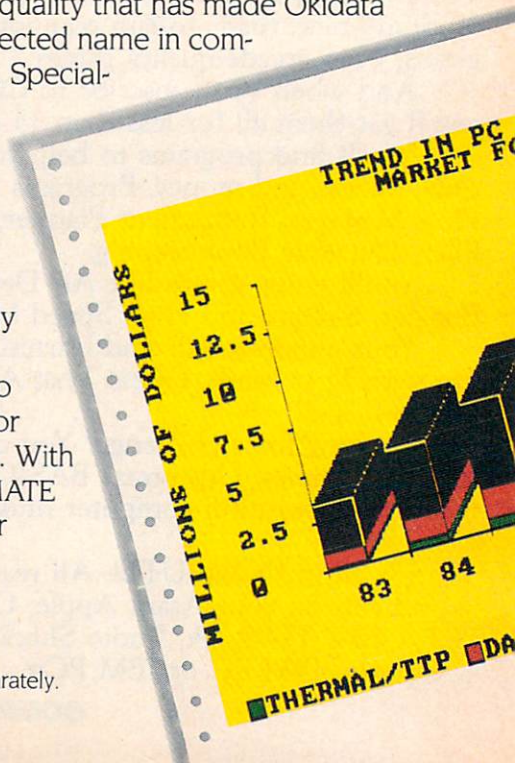 quality that has made Okidata
ected name in com-
Special-
y
o
or
. With
MATE
r
rately.
TREND IN PC
MARKET FO
MILLIONS OF DOLLARS
15
12.5
10
7.5
5
2.5
0
83
84
THERMAL/TTP DA